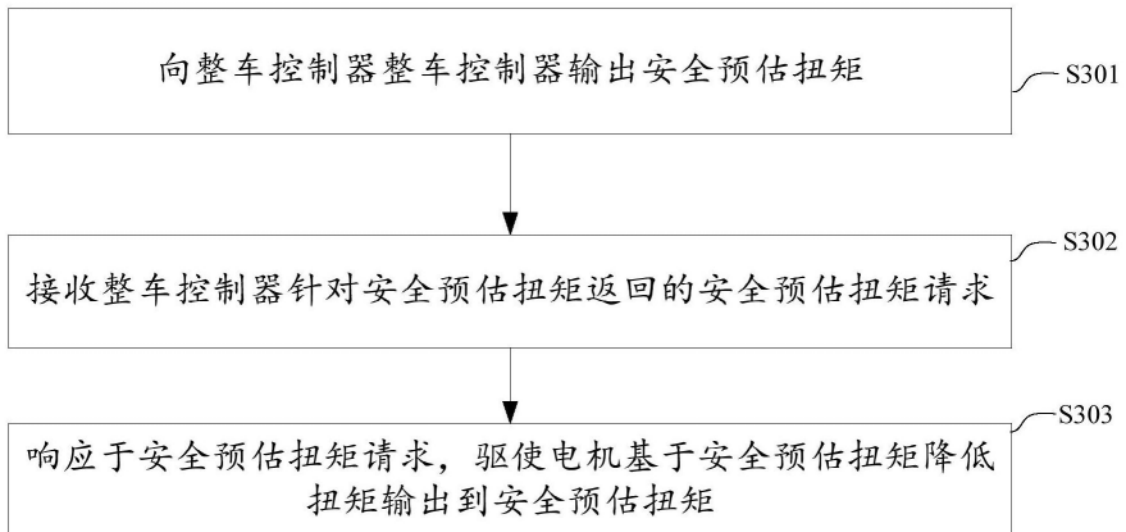 向整车控制器整车控制器输出安全预估扭矩
S301
接收整车控制器针对安全预估扭矩返回的安全预估扭矩请求
S302
响应于安全预估扭矩请求，驱使电机基于安全预估扭矩降低
扭矩输出到安全预估扭矩
S303